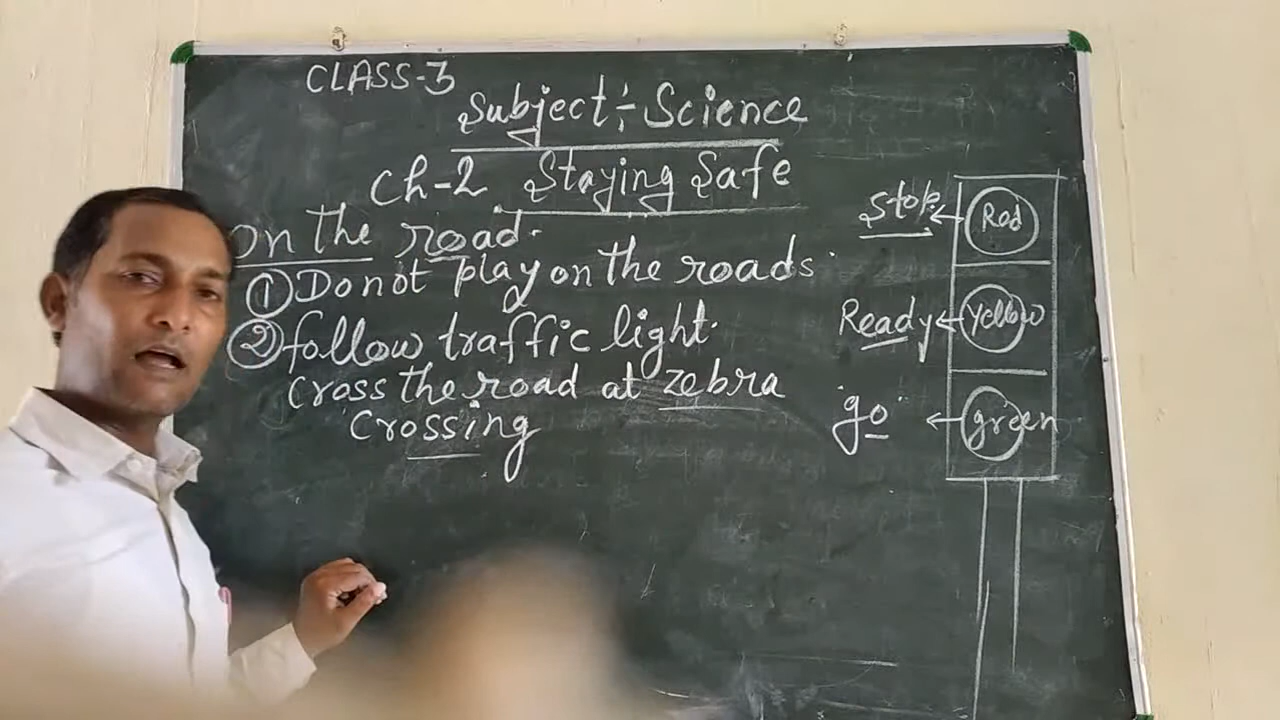 CLASS-3
Subject:- Science
Ch-2 Staying Safe
On the road.
① Do not play on the roads.
② follow traffic light.
Cross the road at zebra
Crossing
Stop. Red
Ready Yellow
go green